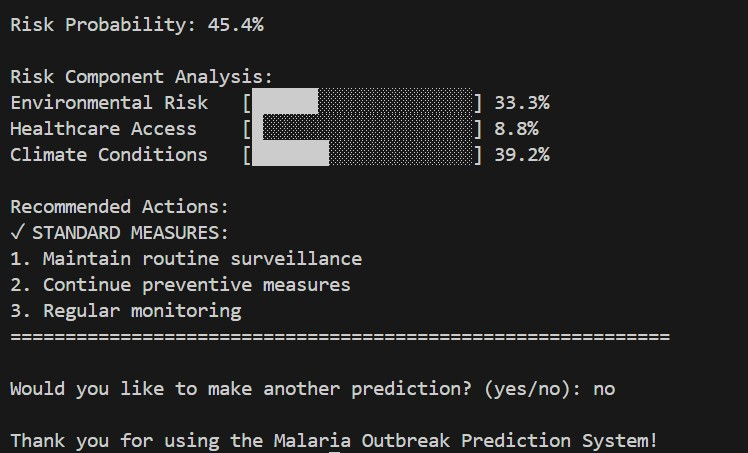 Risk Probability: 45.4%
Risk Component Analysis:
Environmental Risk [██████░░░░░░░░░░░░░░] 33.3%
Healthcare Access [█░░░░░░░░░░░░░░░░░░░] 8.8%
Climate Conditions [███████░░░░░░░░░░░░░] 39.2%
Recommended Actions:
✓ STANDARD MEASURES:
1. Maintain routine surveillance
2. Continue preventive measures
3. Regular monitoring
============================================================
Would you like to make another prediction? (yes/no): no
Thank you for using the Malaria Outbreak Prediction System!